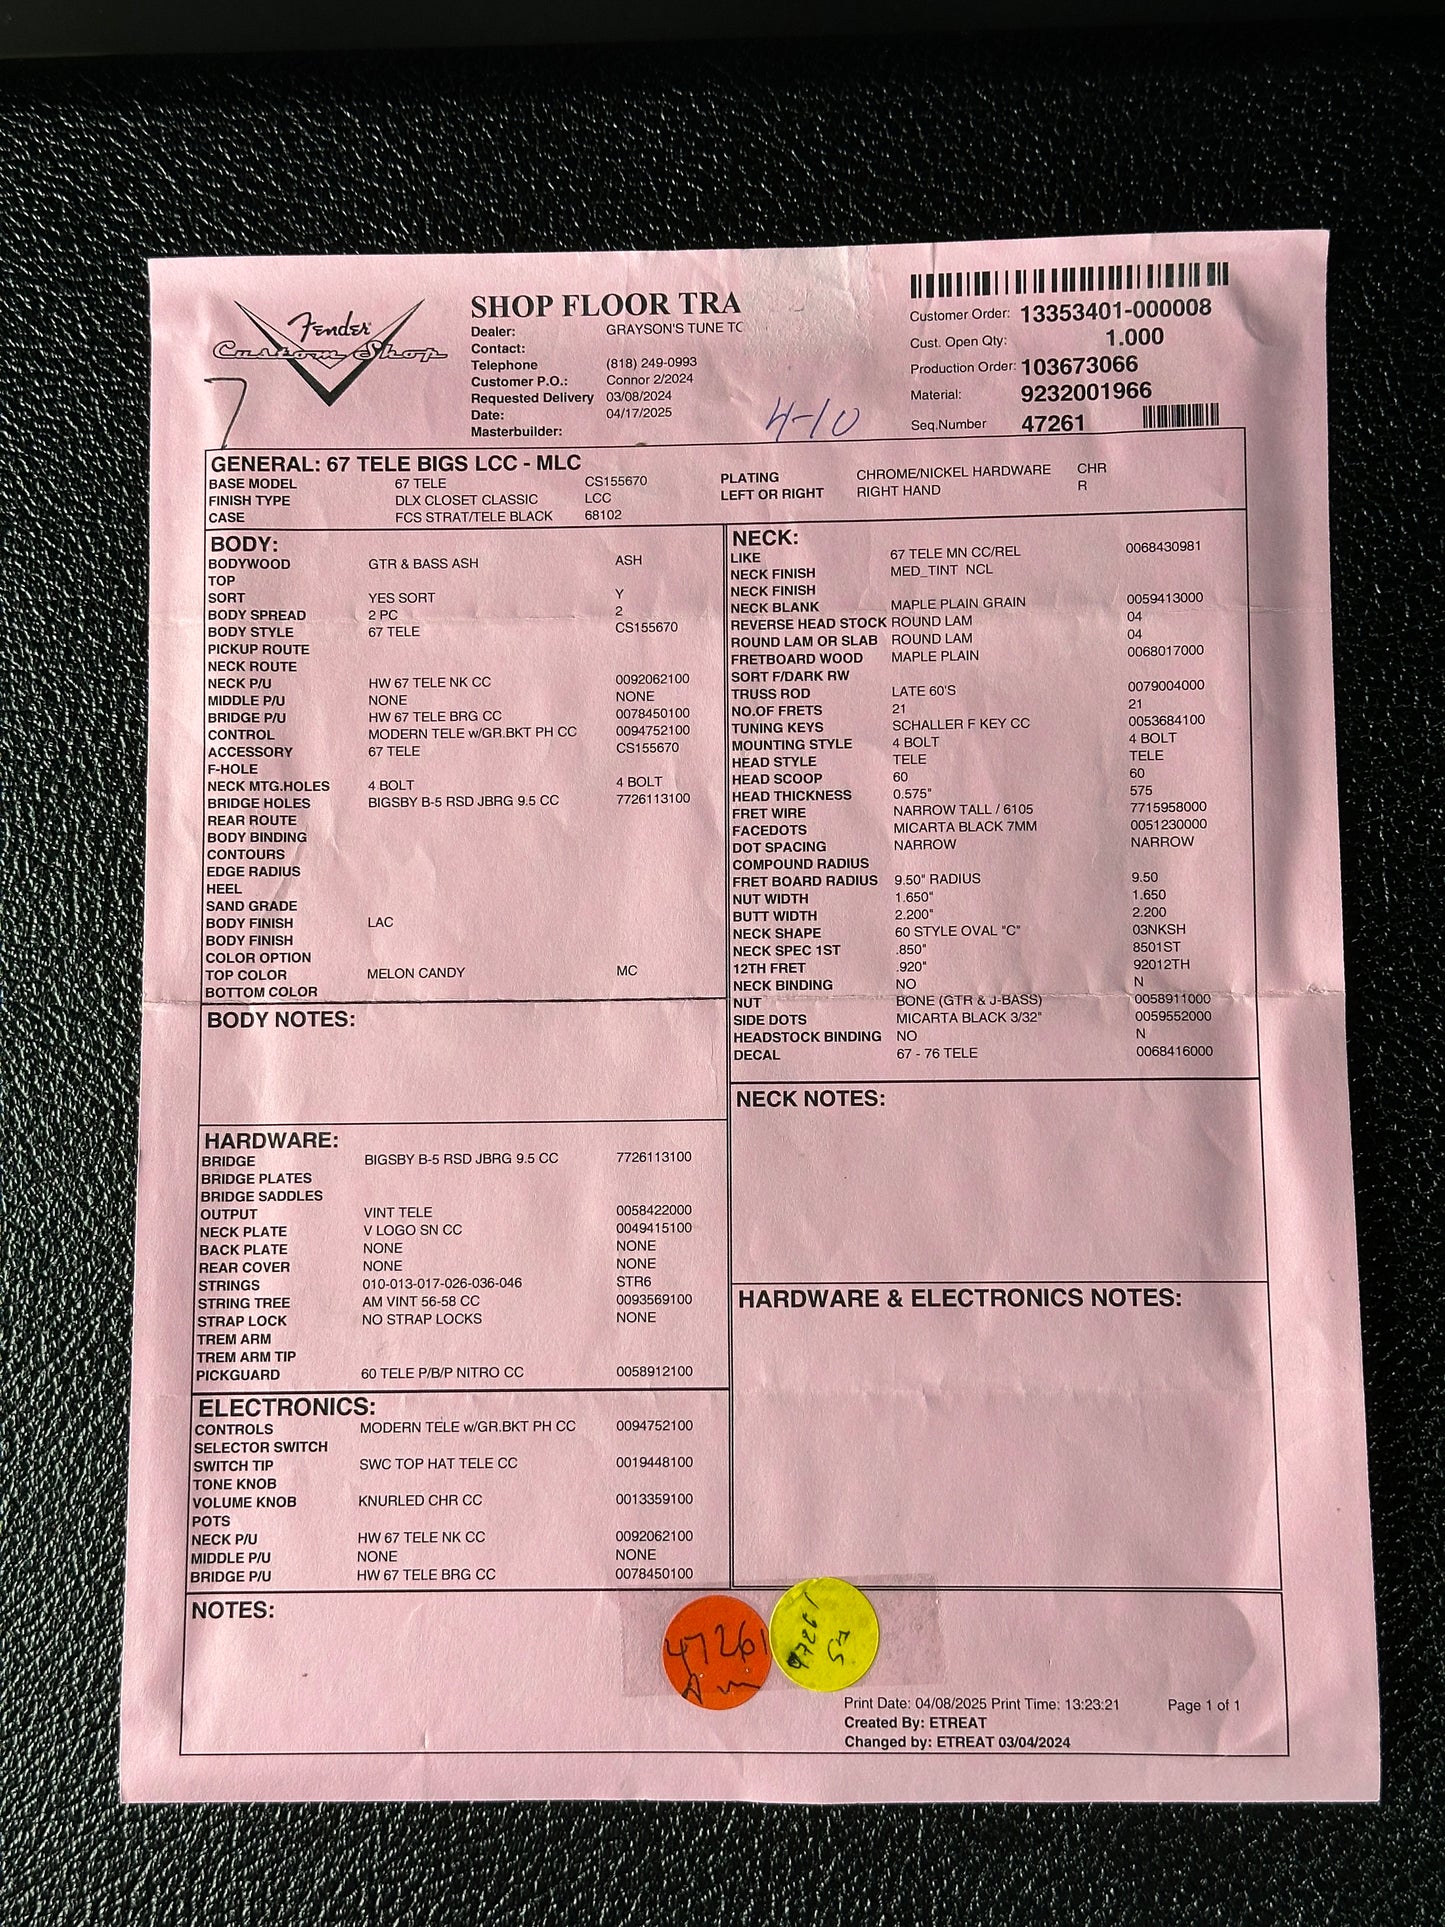 Fender
Custom Shop
7
SHOP FLOOR TRA
Dealer: GRAYSON'S TUNE TO
Contact:
Telephone (818) 249-0993
Customer P.O.: Connor 2/2024
Requested Delivery 03/08/2024
Date: 04/17/2025
Masterbuilder:
4-10
Customer Order: 13353401-000008
Cust. Open Qty: 1.000
Production Order: 103673066
Material: 9232001966
Seq.Number 47261
GENERAL: 67 TELE BIGS LCC - MLC
BASE MODEL 67 TELE CS155670
FINISH TYPE DLX CLOSET CLASSIC LCC
CASE FCS STRAT/TELE BLACK 68102
PLATING CHROME/NICKEL HARDWARE CHR
LEFT OR RIGHT RIGHT HAND R
BODY:
BODYWOOD GTR & BASS ASH ASH
TOP
SORT YES SORT Y
BODY SPREAD 2 PC 2
BODY STYLE 67 TELE CS155670
PICKUP ROUTE
NECK ROUTE
NECK P/U HW 67 TELE NK CC 0092062100
MIDDLE P/U NONE NONE
BRIDGE P/U HW 67 TELE BRG CC 0078450100
CONTROL MODERN TELE w/GR.BKT PH CC 0094752100
ACCESSORY 67 TELE CS155670
F-HOLE
NECK MTG.HOLES 4 BOLT 4 BOLT
BRIDGE HOLES BIGSBY B-5 RSD JBRG 9.5 CC 7726113100
REAR ROUTE
BODY BINDING
CONTOURS
EDGE RADIUS
HEEL
SAND GRADE
BODY FINISH LAC
BODY FINISH
COLOR OPTION
TOP COLOR MELON CANDY MC
BOTTOM COLOR
BODY NOTES:
HARDWARE:
BRIDGE BIGSBY B-5 RSD JBRG 9.5 CC 7726113100
BRIDGE PLATES
BRIDGE SADDLES
OUTPUT VINT TELE 0058422000
NECK PLATE V LOGO SN CC 0049415100
BACK PLATE NONE NONE
REAR COVER NONE NONE
STRINGS 010-013-017-026-036-046 STR6
STRING TREE AM VINT 56-58 CC 0093569100
STRAP LOCK NO STRAP LOCKS NONE
TREM ARM
TREM ARM TIP
PICKGUARD 60 TELE P/B/P NITRO CC 0058912100
ELECTRONICS:
CONTROLS MODERN TELE w/GR.BKT PH CC 0094752100
SELECTOR SWITCH
SWITCH TIP SWC TOP HAT TELE CC 0019448100
TONE KNOB
VOLUME KNOB KNURLED CHR CC 0013359100
POTS
NECK P/U HW 67 TELE NK CC 0092062100
MIDDLE P/U NONE NONE
BRIDGE P/U HW 67 TELE BRG CC 0078450100
NECK:
LIKE 67 TELE MN CC/REL 0068430981
NECK FINISH MED_TINT NCL
NECK FINISH
NECK BLANK MAPLE PLAIN GRAIN 0059413000
REVERSE HEAD STOCK ROUND LAM 04
ROUND LAM OR SLAB ROUND LAM 04
FRETBOARD WOOD MAPLE PLAIN 0068017000
SORT F/DARK RW
TRUSS ROD LATE 60'S 0079004000
NO.OF FRETS 21 21
TUNING KEYS SCHALLER F KEY CC 0053684100
MOUNTING STYLE 4 BOLT 4 BOLT
HEAD STYLE TELE TELE
HEAD SCOOP 60 60
HEAD THICKNESS 0.575" 575
FRET WIRE NARROW TALL / 6105 7715958000
FACEDOTS MICARTA BLACK 7MM 0051230000
DOT SPACING NARROW NARROW
COMPOUND RADIUS
FRET BOARD RADIUS 9.50" RADIUS 9.50
NUT WIDTH 1.650" 1.650
BUTT WIDTH 2.200" 2.200
NECK SHAPE 60 STYLE OVAL "C" 03NKSH
NECK SPEC 1ST .850" 8501ST
12TH FRET .920" 92012TH
NECK BINDING NO N
NUT BONE (GTR & J-BASS) 0058911000
SIDE DOTS MICARTA BLACK 3/32" 0059552000
HEADSTOCK BINDING NO N
DECAL 67 - 76 TELE 0068416000
NECK NOTES:
HARDWARE & ELECTRONICS NOTES:
NOTES:
47261
47261
Print Date: 04/08/2025 Print Time: 13:23:21 Page 1 of 1
Created By: ETREAT
Changed by: ETREAT 03/04/2024